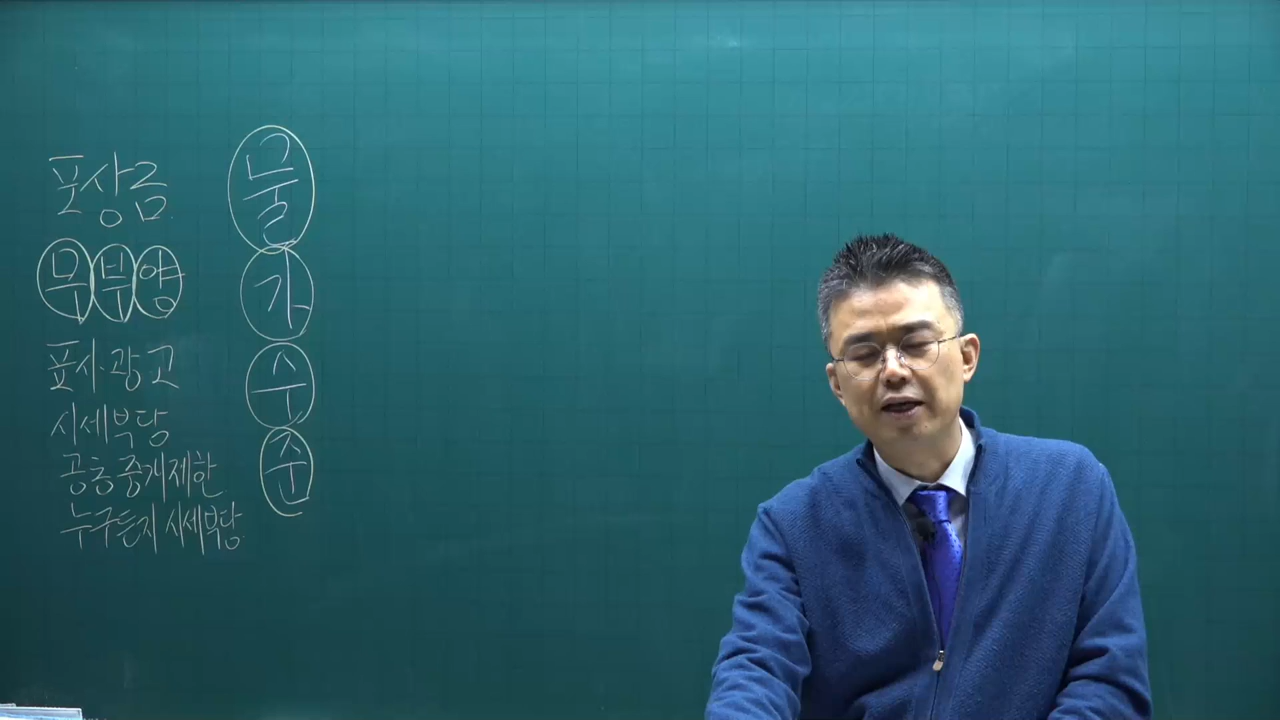 포상금
무부양
표시·광고
시세부당
공동중개제한
누구든지 시세부당
물
가
수
준